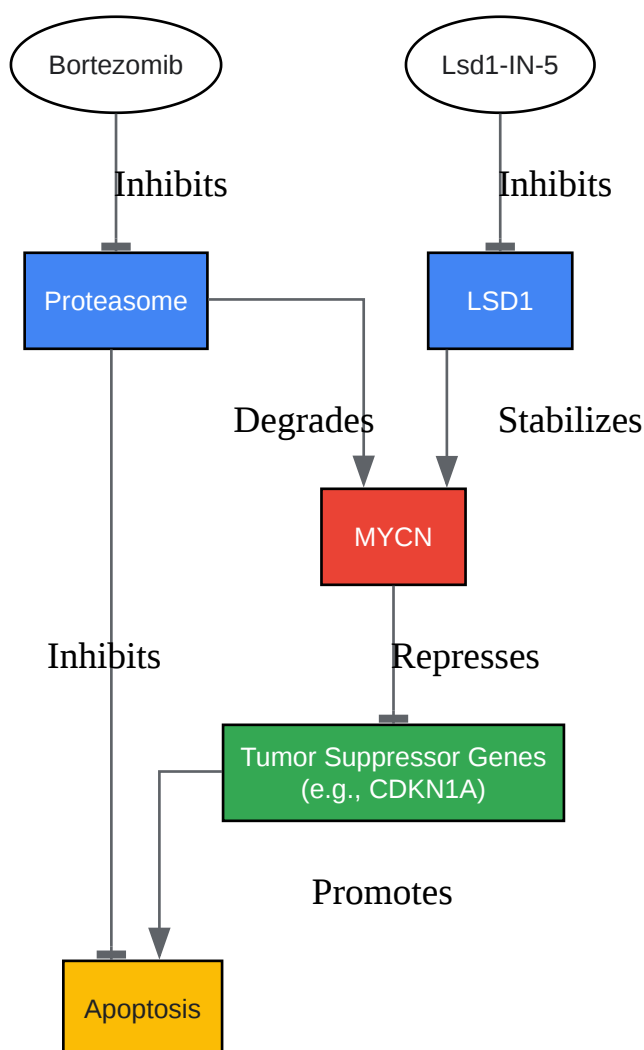 Bortezomib
Lsd1-IN-5
Inhibits
Inhibits
Proteasome
LSD1
Degrades
Stabilizes
MYCN
Inhibits
Represses
Tumor Suppressor Genes
(e.g., CDKN1A)
Promotes
Apoptosis